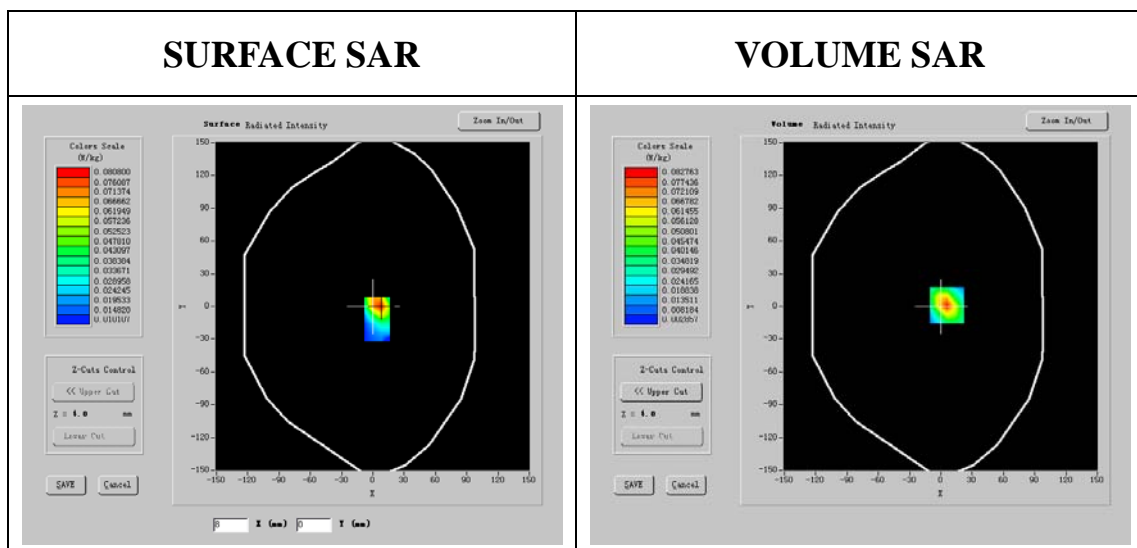 SURFACE SAR
VOLUME SAR
Surface Radiated Intensity
Zoom In/Out
Colors Scale
(W/kg)
0.080800
0.076087
0.071374
0.066662
0.061949
0.057236
0.052523
0.047810
0.043097
0.038384
0.033671
0.028958
0.024245
0.019533
0.014820
0.010107
150
120
90
60
30
0
-30
-60
-90
-120
-150
Y
-150 -120 -90 -60 -30 0 30 60 90 120 150
X
Z-Cuts Control
<< Upper Cut
Z = 4.0 mm
Lower Cut
SAVE Cancel
8 X (mm) 0 Y (mm)
Volume Radiated Intensity
Zoom In/Out
Colors Scale
(W/kg)
0.082763
0.077436
0.072109
0.066782
0.061455
0.056128
0.050801
0.045474
0.040146
0.034819
0.029492
0.024165
0.018838
0.013511
0.008184
0.002857
150
120
90
60
30
0
-30
-60
-90
-120
-150
Y
-150 -120 -90 -60 -30 0 30 60 90 120 150
X
Z-Cuts Control
<< Upper Cut
Z = 4.0 mm
Lower Cut
SAVE Cancel